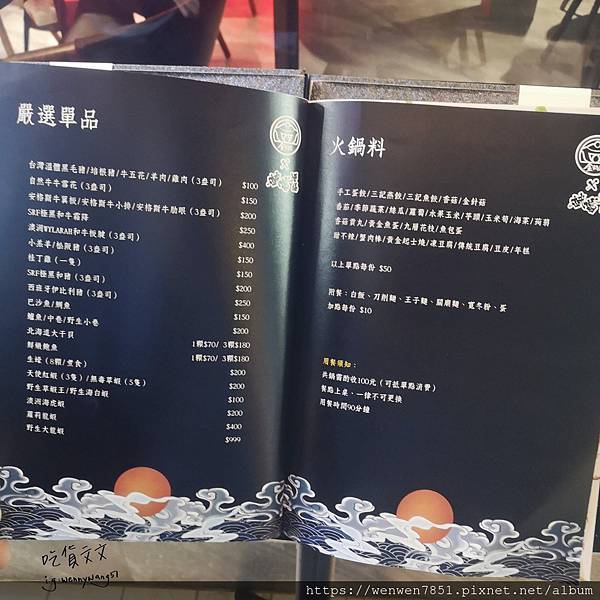 嚴選單品
台灣溫體黑毛豬/培根豬/牛五花/羊肉/雞肉（3盎司） $100
自然牛牛雪花（3盎司） $150
安格斯牛翼板/安格斯牛小排/安格斯牛肋眼（3盎司） $200
SRF極黑和牛霜降 $250
澳洲WYLARAH和牛板腱（3盎司） $400
小羔羊/松阪豬（3盎司） $150
桂丁雞（一隻） $150
SRF極黑和豬（3盎司） $200
西班牙伊比利豬（3盎司） $200
巴沙魚/鯛魚 $250
鱸魚/中卷/野生小卷 $150
北海道大干貝 $200
鮮嫩鮑魚 1顆$70/ 3顆$180
生蠔（8顆/煮食） 1顆$70/ 3顆$180
天使紅蝦（3隻）/無毒草蝦（5隻） $200
野生草蝦王/野生海白蝦 $200
澳洲海虎蝦 $200
蘿莉龍蝦 $400
野生大龍蝦 $999
火鍋料
手工蛋餃/三記燕餃/三記魚餃/香菇/金針菇
香茄/季節蔬菜/絲瓜/蘿蔔/水果玉米/芋頭/玉米筍/海菜/蒟蒻
香菇貢丸/黃金魚蛋/九層花枝/魚包蛋
甜不辣/蟹肉棒/黃金起士燒/凍豆腐/傳統豆腐/豆皮/年糕
以上單點每份 $50
附餐：白飯、刀削麵、王子麵、關廟麵、寬冬粉、蛋
加點每份 $10
用餐須知：
共鍋需酌收100元（可抵單點消費）
餐點上桌、一律不可更換
用餐時間90分鐘
吃貨文文
ig:wennywang51
https://wenwen7851.pixnet.net/album